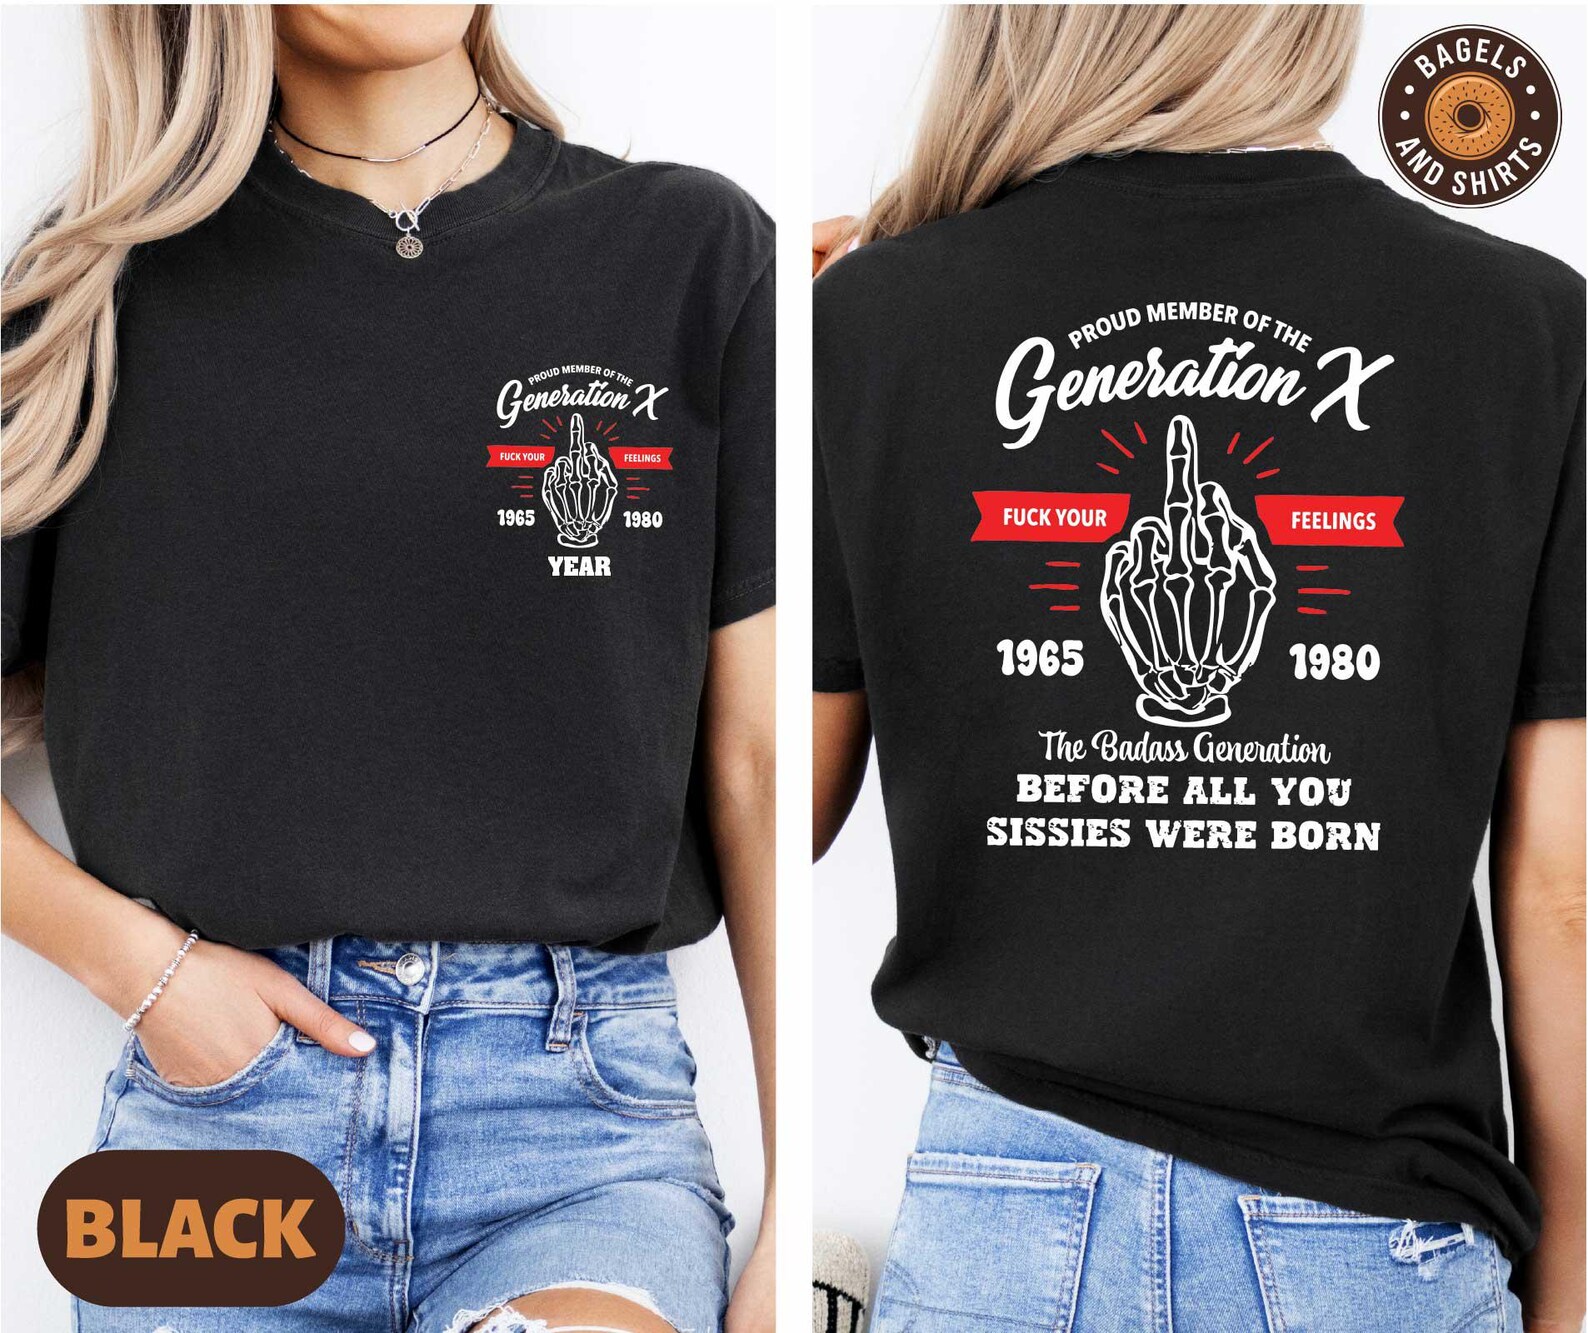 PROUD MEMBER OF THE
Generation X
FUCK YOUR FEELINGS
1965 1980
YEAR
BLACK
BAGELS
AND SHIRTS
PROUD MEMBER OF THE
Generation X
FUCK YOUR FEELINGS
1965 1980
The Badass Generation
BEFORE ALL YOU
SISSIES WERE BORN